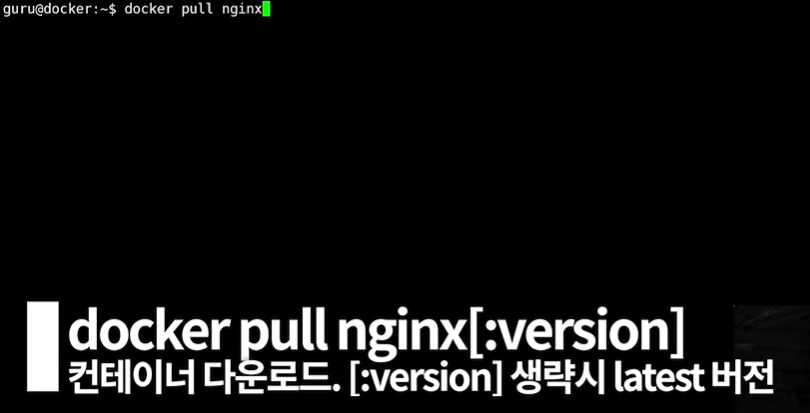 guru@docker:~$ docker pull nginx
docker pull nginx[:version]
컨테이너 다운로드. [:version] 생략시 latest 버전